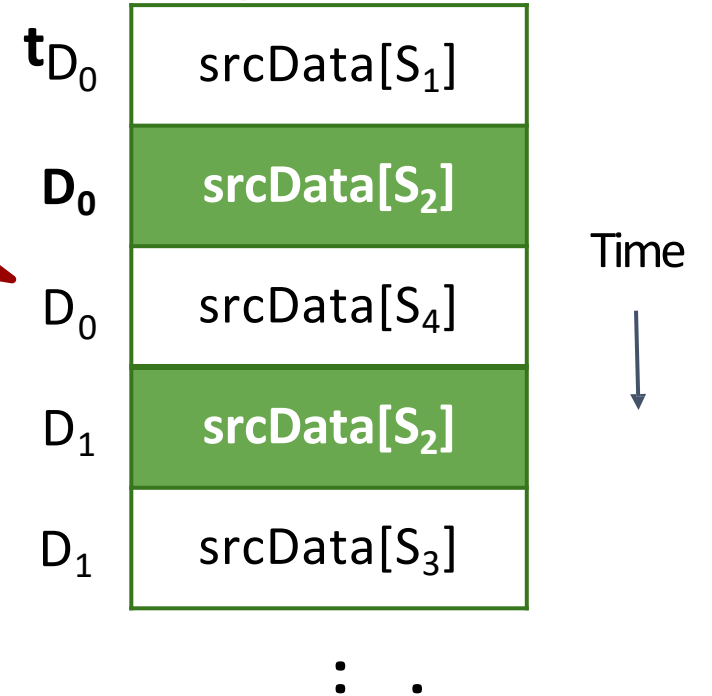 tD₀ srcData[S₁]
D₀ srcData[S₂]
Time
D₀ srcData[S₄]
D₁ srcData[S₂]
D₁ srcData[S₃]
: .